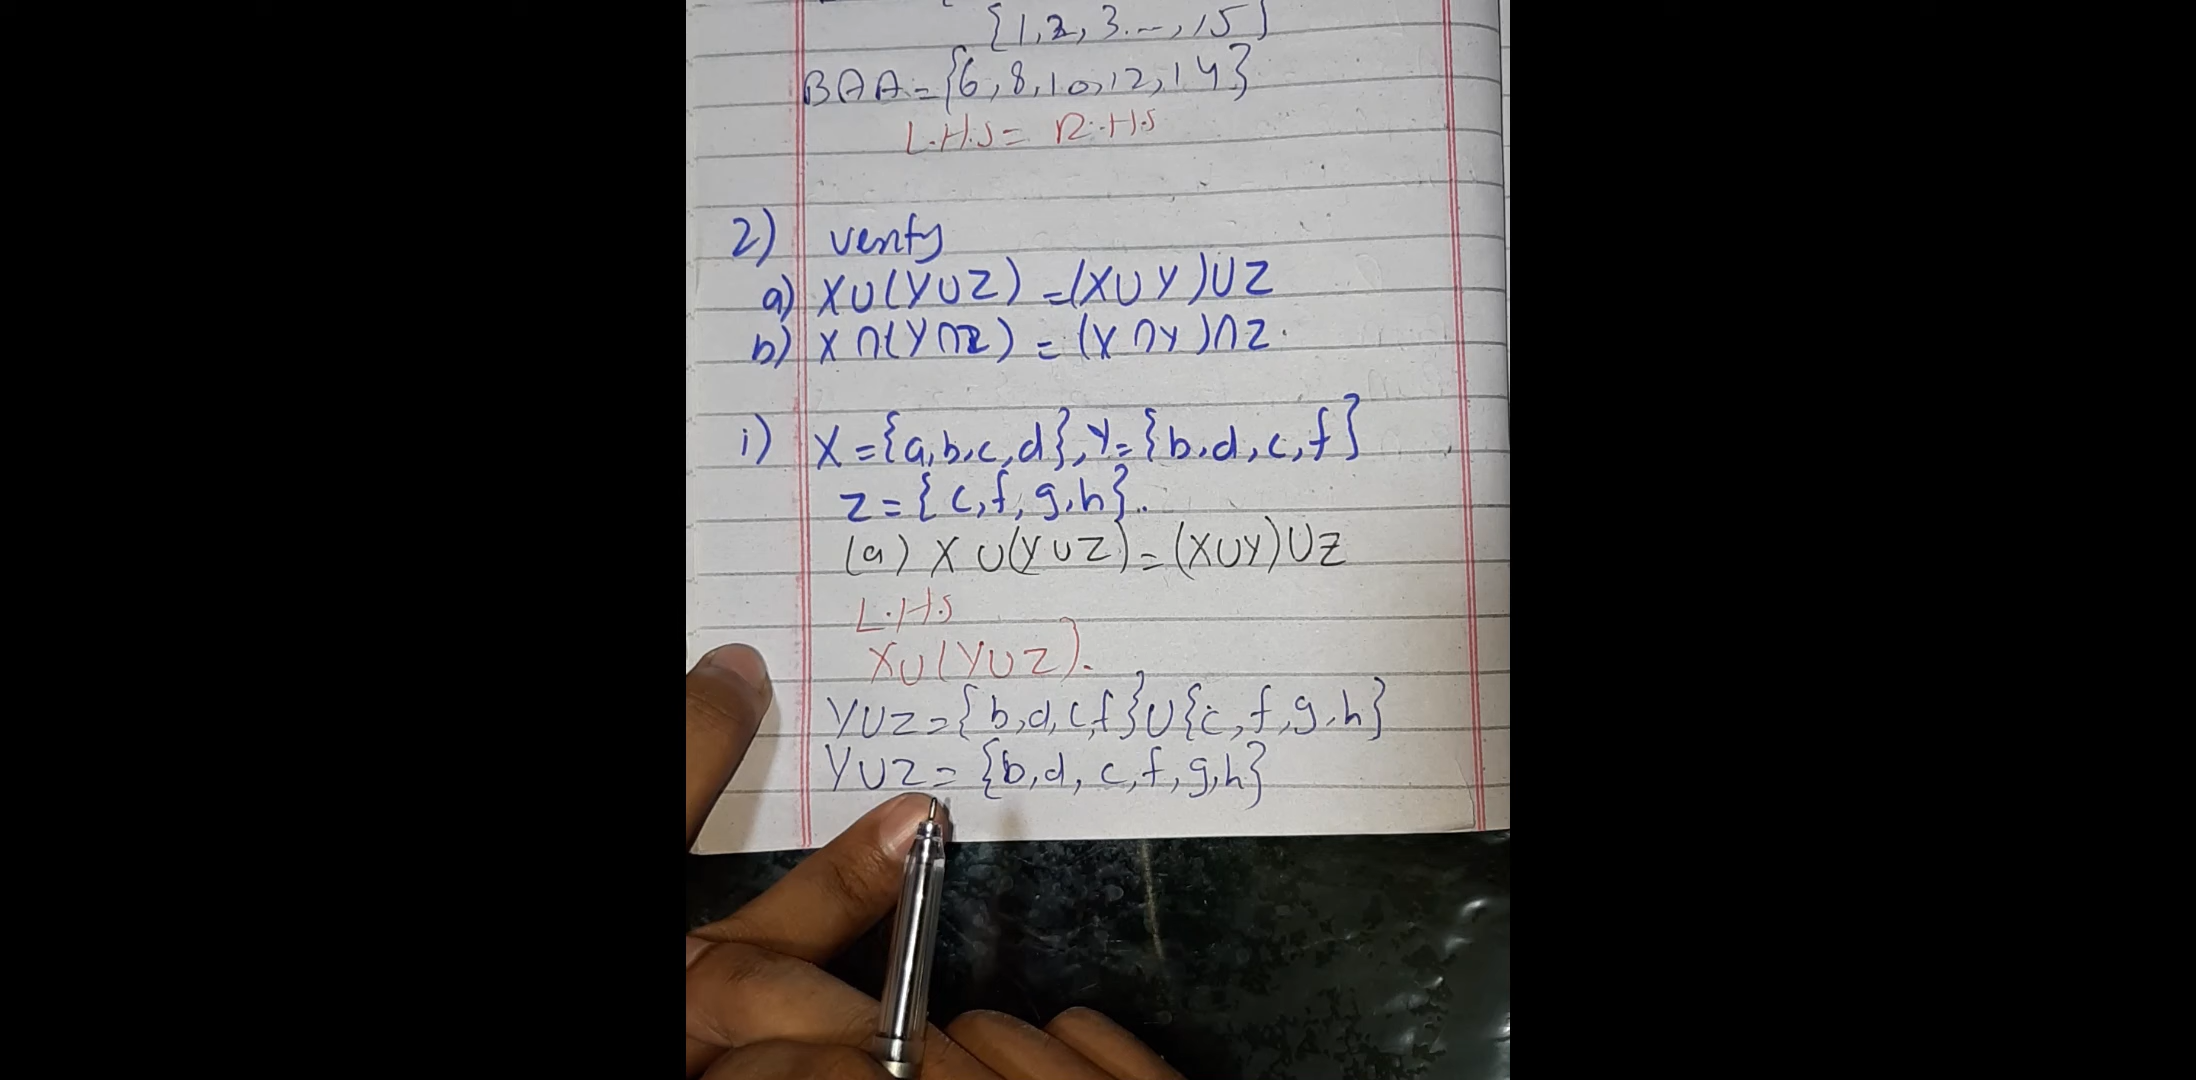 {1,2,3...,15}
B∩A={6,8,10,12,14}
L.H.S= R.H.S
2) verify
a) X∪(Y∪Z) =(X∪Y)∪Z
b) X∩(Y∩Z) = (X∩Y)∩Z.
i) X={a,b,c,d},Y={b,d,c,f}
Z={c,f,g,h}.
(a) X∪(Y∪Z)=(X∪Y)∪Z
L.H.S
X∪(Y∪Z).
Y∪Z={b,d,c,f}∪{c,f,g,h}
Y∪Z={b,d,c,f,g,h}